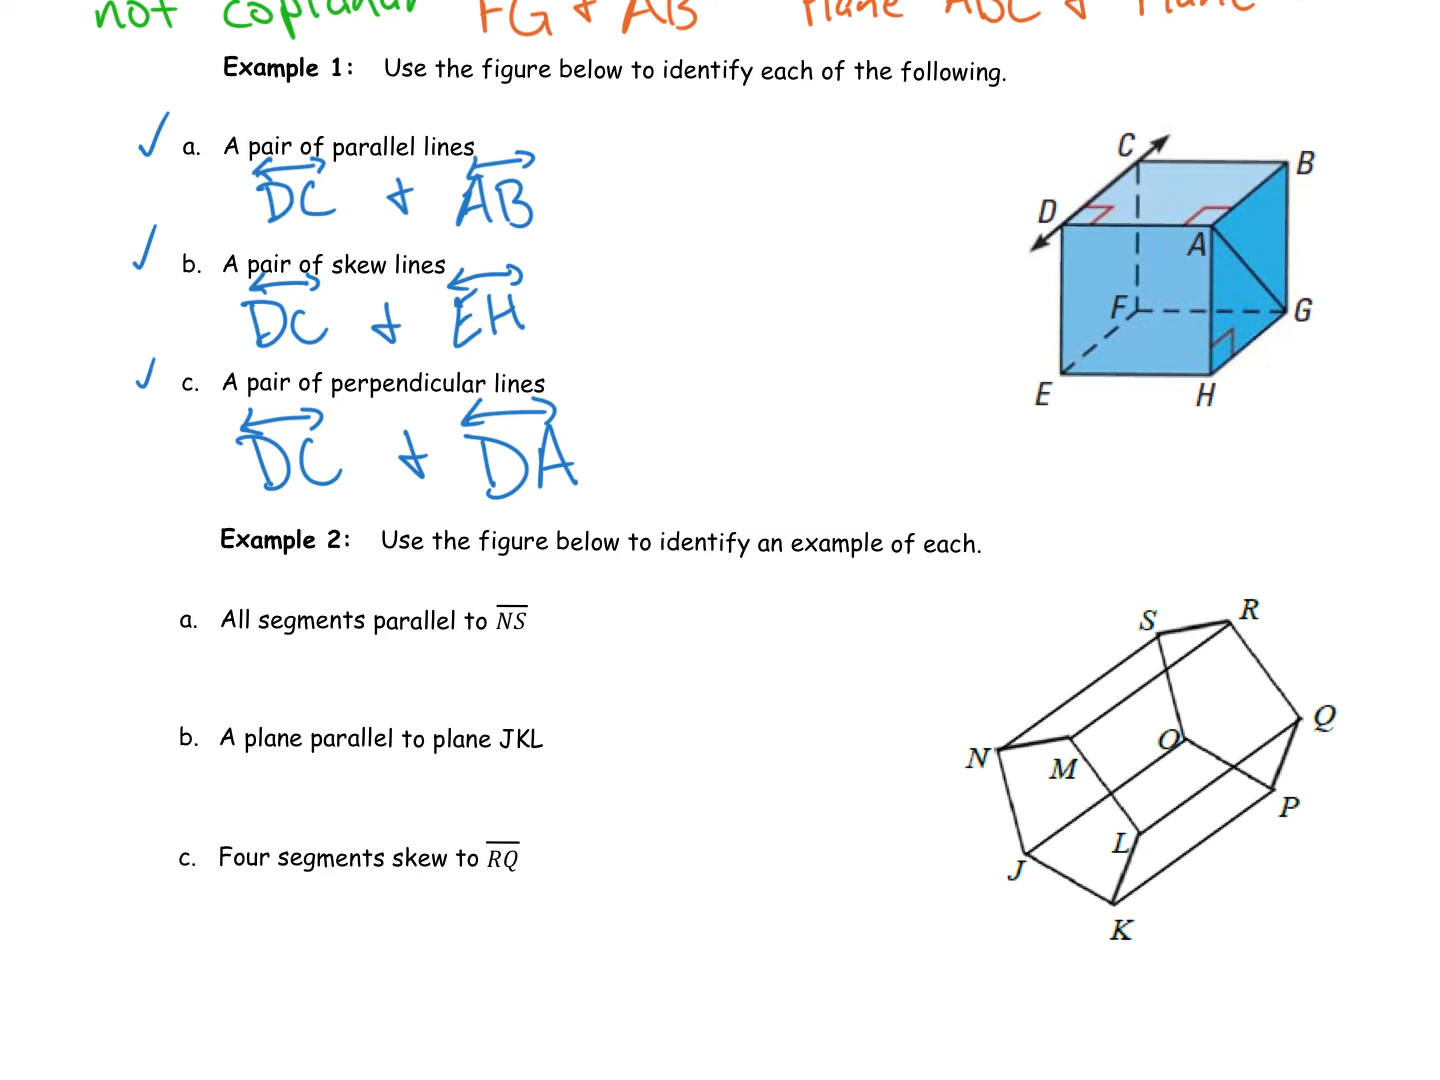 not coplanar FG & AB Plane ABC & Plane
Example 1: Use the figure below to identify each of the following.
a. A pair of parallel lines
DC & AB
b. A pair of skew lines
DC & EH
c. A pair of perpendicular lines
DC & DA
C
B
D
A
F
G
E
H
Example 2: Use the figure below to identify an example of each.
a. All segments parallel to NS
b. A plane parallel to plane JKL
c. Four segments skew to RQ
S
R
Q
N
M
O
P
L
J
K